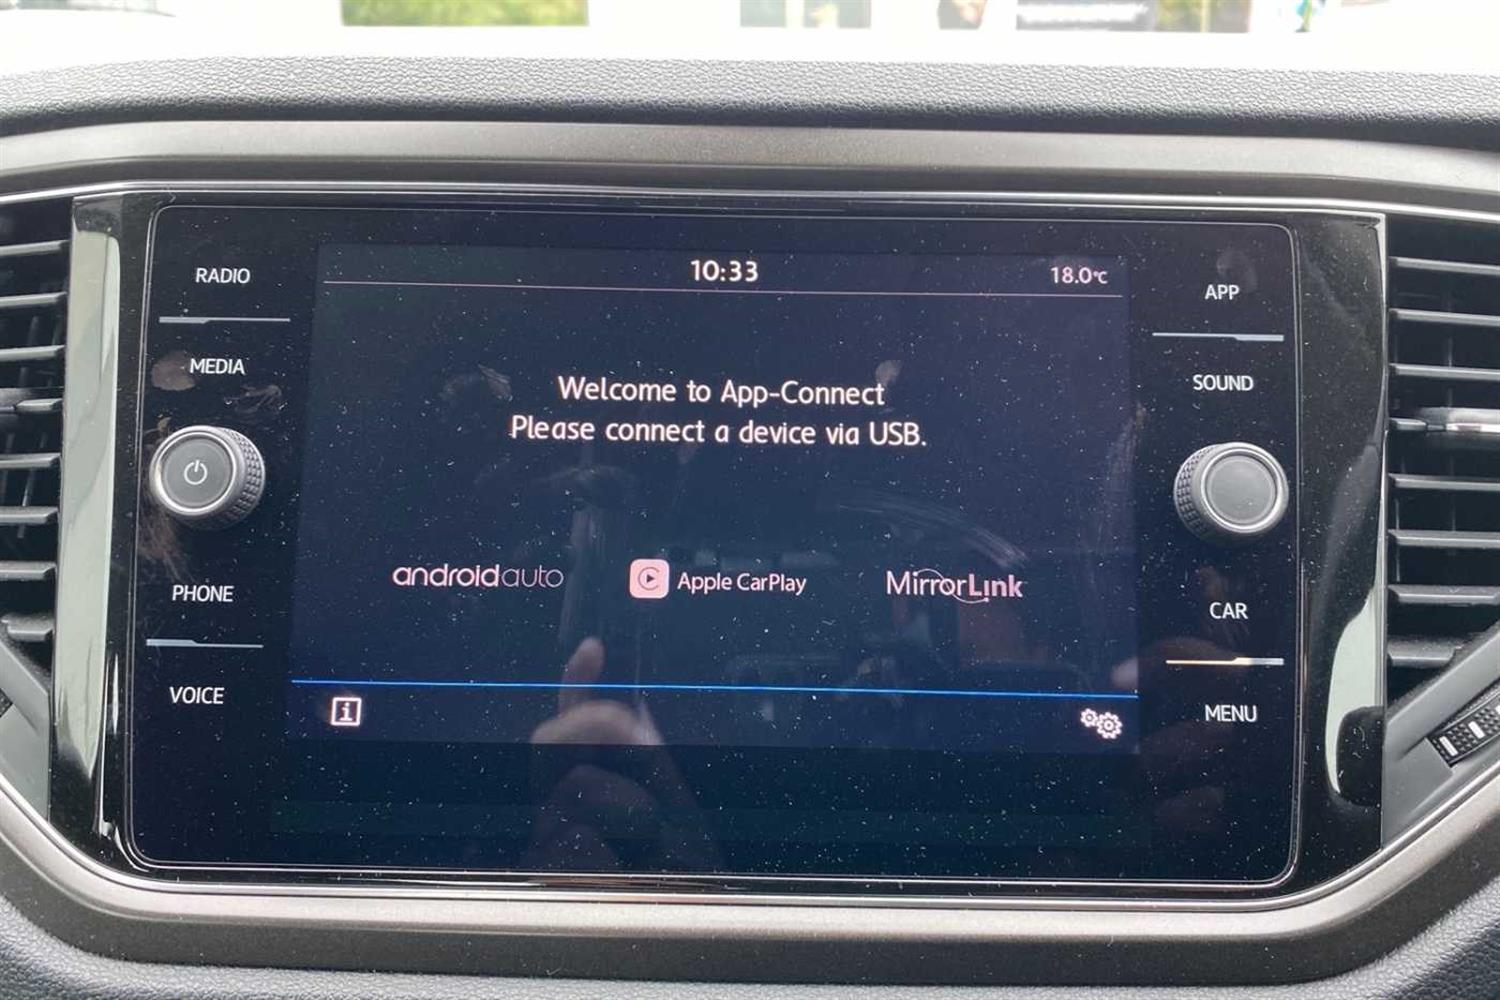 RADIO
MEDIA
PHONE
VOICE
10:33
18.0°C
Welcome to App-Connect
Please connect a device via USB.
androidauto
Apple CarPlay
MirrorLink
APP
SOUND
CAR
MENU